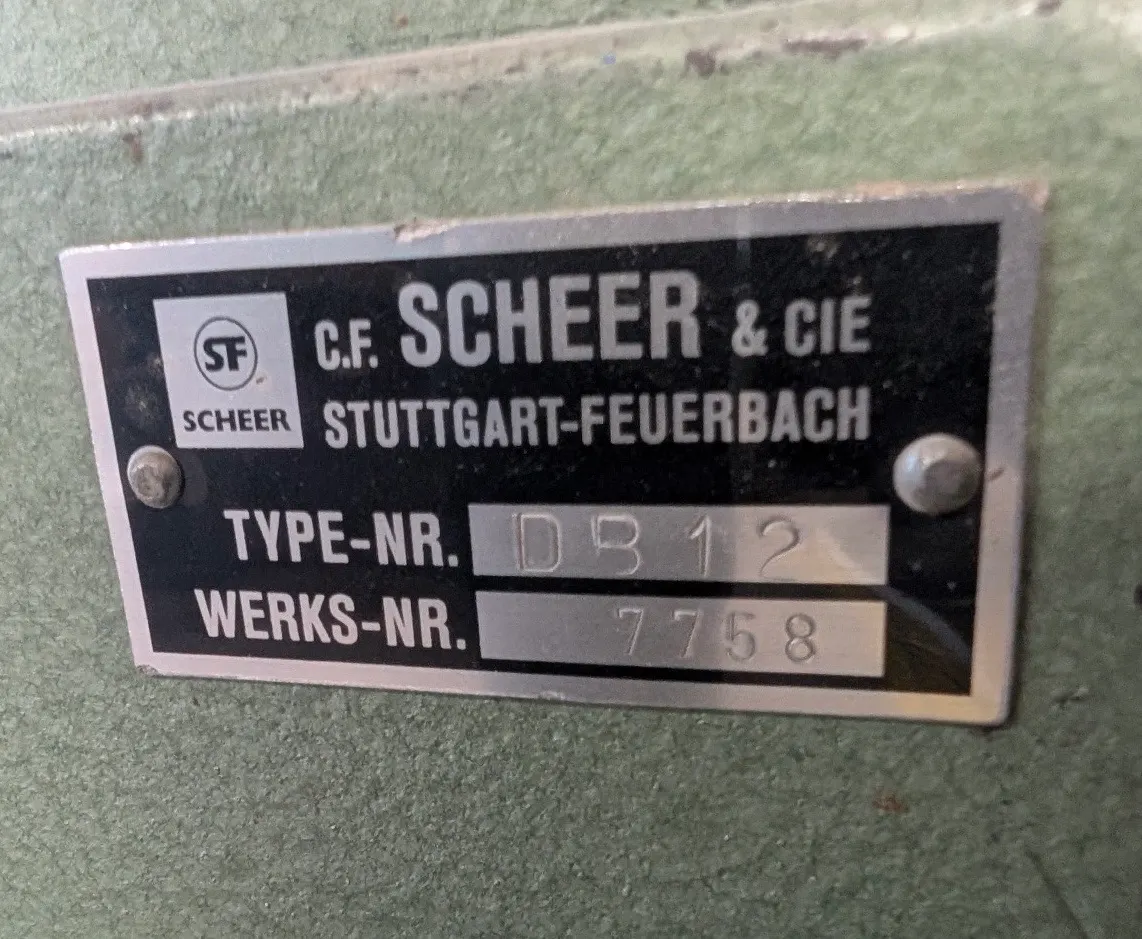 SF
SCHEER
C.F. SCHEER & CIE
STUTTGART-FEUERBACH
TYPE-NR. DB12
WERKS-NR. 7758